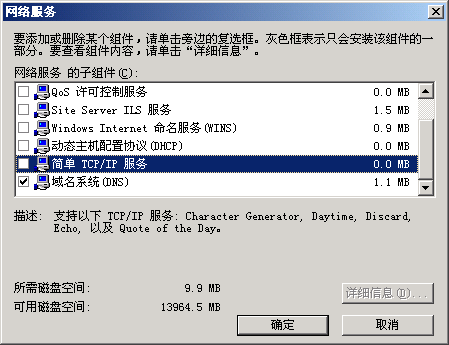 网络服务
要添加或删除某个组件，请单击旁边的复选框。灰色框表示只会安装该组件的一
部分。要查看组件内容，请单击“详细信息”。
网络服务 的子组件(C):
QoS 许可控制服务 0.0 MB
Site Server ILS 服务 1.5 MB
Windows Internet 命名服务(WINS) 0.9 MB
动态主机配置协议(DHCP) 0.0 MB
简单 TCP/IP 服务 0.0 MB
域名系统(DNS) 1.1 MB
描述: 支持以下 TCP/IP 服务: Character Generator, Daytime, Discard,
Echo, 以及 Quote of the Day。
所需磁盘空间: 9.9 MB
可用磁盘空间: 13964.5 MB
详细信息(D)...
确定 取消